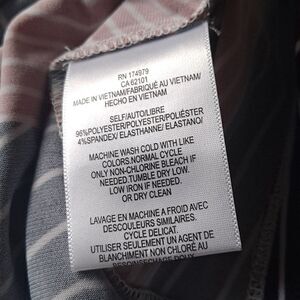 RN 174979
CA 62101
MADE IN VIETNAM/FABRIQUÉ AU VIETNAM/
HECHO EN VIETNAM
SELF/AUTO/LIBRE
96%POLYESTER/POLYESTER/POLIÉSTER
4%SPANDEX/ ELASTHANNE/ ELASTANO/
MACHINE WASH COLD WITH LIKE
COLORS.NORMAL CYCLE
ONLY NON-CHLORINE BLEACH IF
NEEDED.TUMBLE DRY LOW.
LOW IRON IF NEEDED.
OR DRY CLEAN
LAVAGE EN MACHINE A FROID AVEC
DESCOULEURS SIMILAIRES.
CYCLE DELICAT.
UTILISER SEULEMENT UN AGENT DE
BLANCHIMENT NON CHLORÉ AU